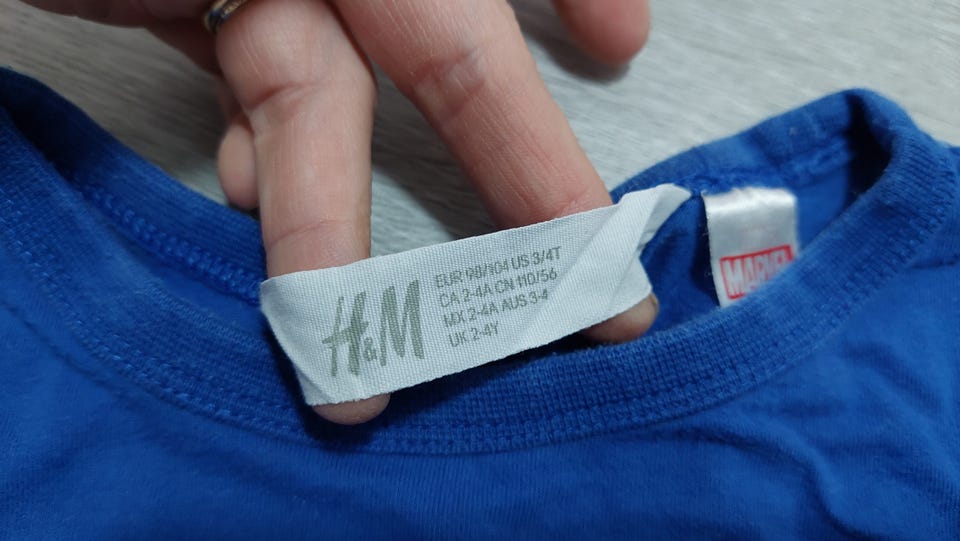 H&M
EUR 98/104 US 3/4T
CA 2-4A CN 110/56
MX 2-4A AUS 3-4
UK 2-4Y
MARVEL